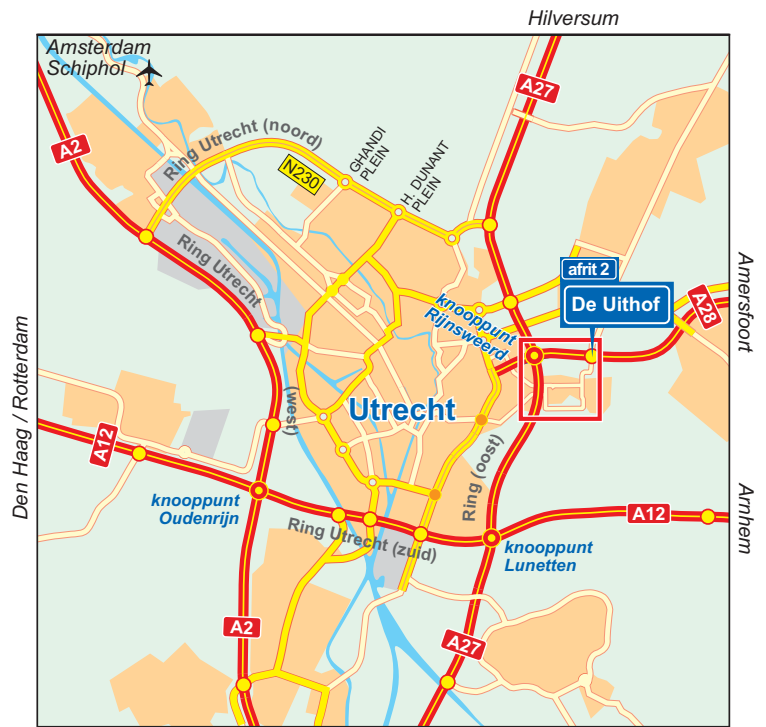 Hilversum
Amsterdam
Schiphol
A27
A2
Ring Utrecht (noord)
GHANDI
PLEIN
N230
H. DUNANT
PLEIN
Ring Utrecht
afrit 2
De Uithof
Amersfoort
A28
knooppunt
Rijnsweerd
(west)
Utrecht
Den Haag / Rotterdam
A12
Ring (oost)
knooppunt
Oudenrijn
Ring Utrecht (zuid)
A12
Arnhem
knooppunt
Lunetten
A2
A27